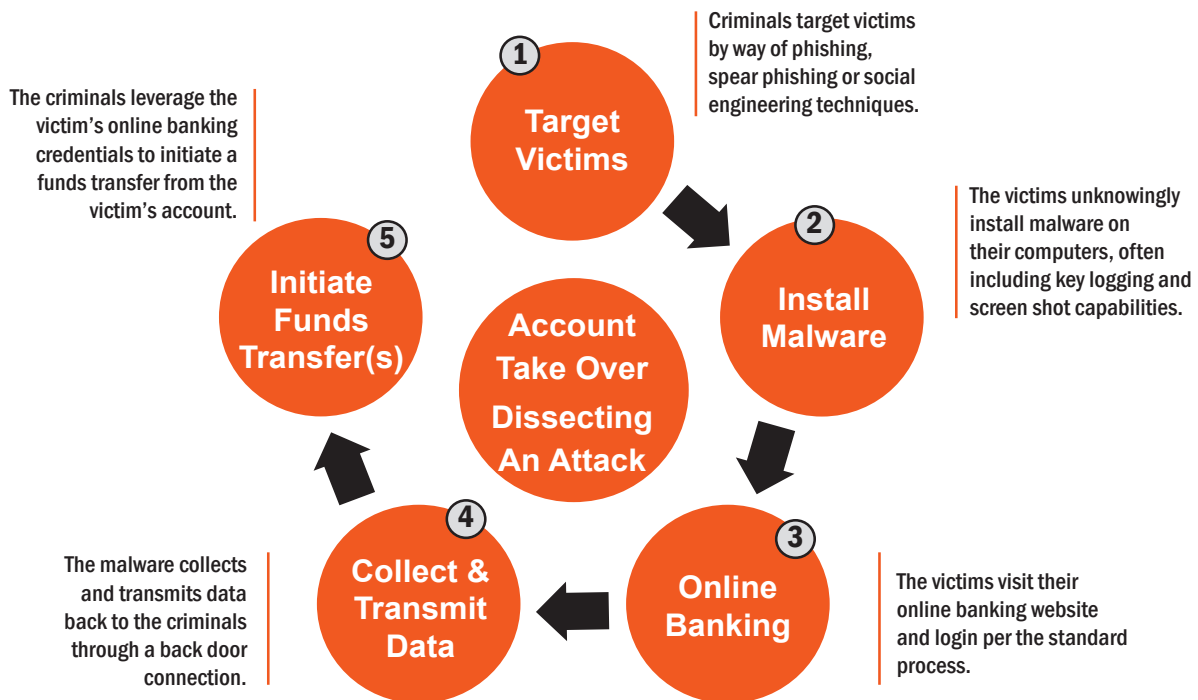 1
Target
Victims
Criminals target victims
by way of phishing,
spear phishing or social
engineering techniques.
2
Install
Malware
The victims unknowingly
install malware on
their computers, often
including key logging and
screen shot capabilities.
3
Online
Banking
The victims visit their
online banking website
and login per the standard
process.
4
Collect &
Transmit
Data
The malware collects
and transmits data
back to the criminals
through a back door
connection.
5
Initiate
Funds
Transfer(s)
The criminals leverage the
victim's online banking
credentials to initiate a
funds transfer from the
victim's account.
Account
Take Over
Dissecting
An Attack